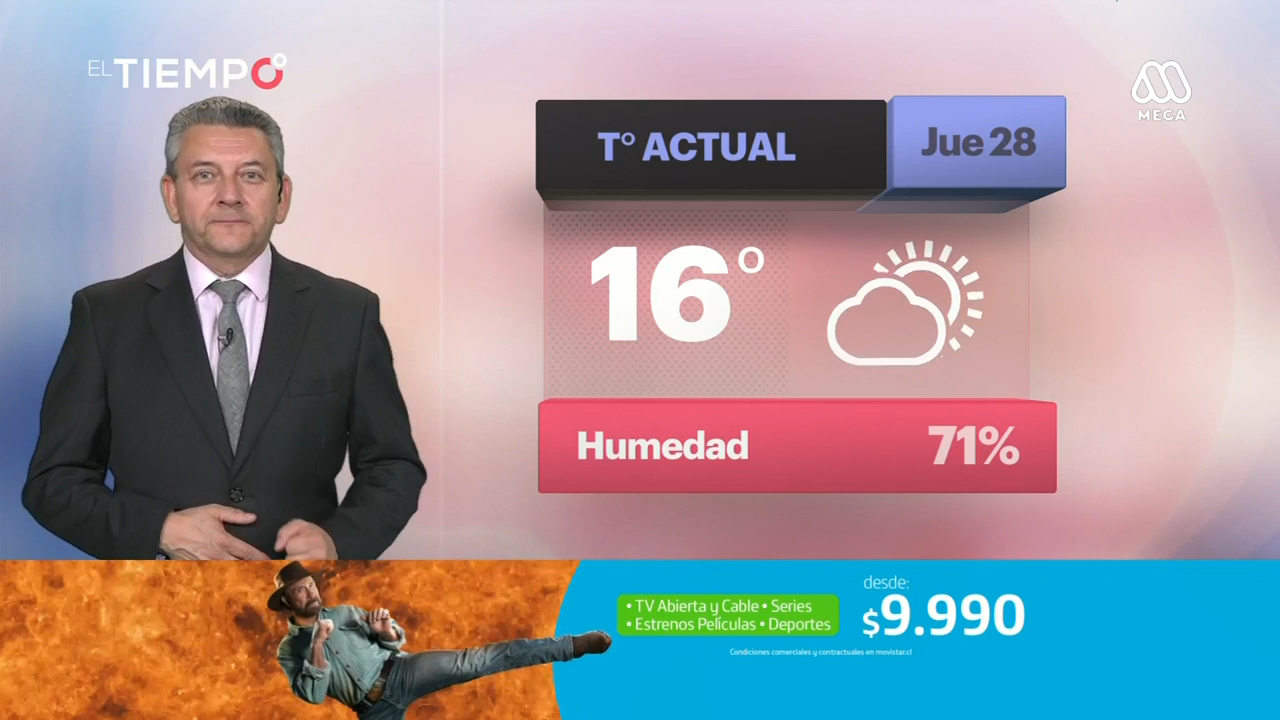 EL TIEMPO
MEGA
T° ACTUAL
Jue 28
16°
Humedad
71%
• TV Abierta y Cable • Series
• Estrenos Películas • Deportes
desde:
$9.990
Condiciones comerciales y contractuales en movistar.cl